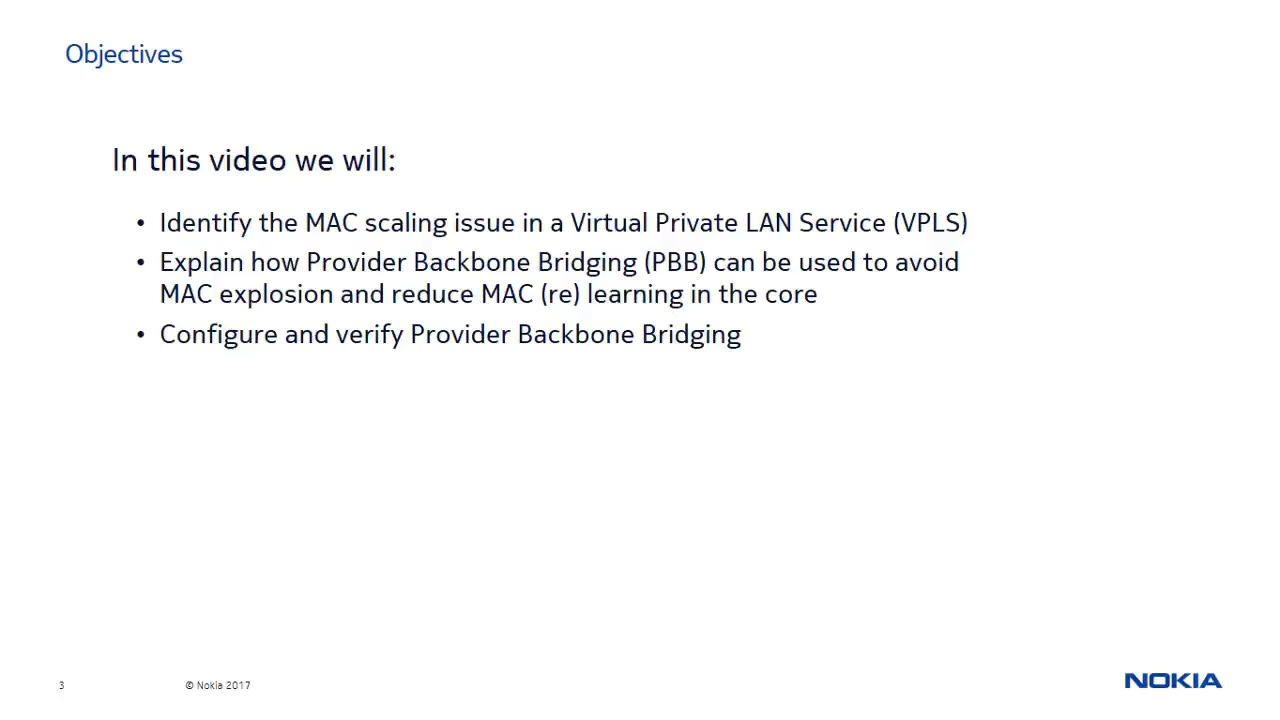 Objectives
In this video we will:
• Identify the MAC scaling issue in a Virtual Private LAN Service (VPLS)
• Explain how Provider Backbone Bridging (PBB) can be used to avoid
MAC explosion and reduce MAC (re) learning in the core
• Configure and verify Provider Backbone Bridging
3 © Nokia 2017
NOKIA